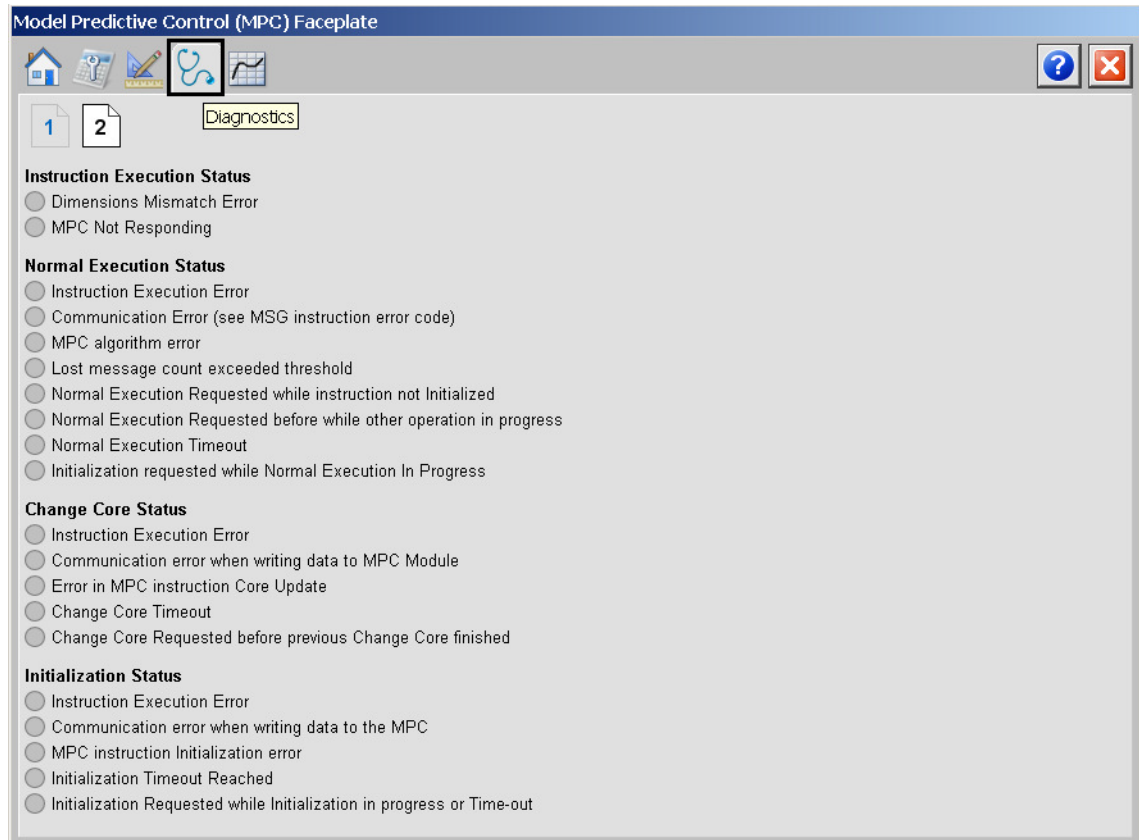 Model Predictive Control (MPC) Faceplate
?
1 2
Diagnostics
Instruction Execution Status
Dimensions Mismatch Error
MPC Not Responding
Normal Execution Status
Instruction Execution Error
Communication Error (see MSG instruction error code)
MPC algorithm error
Lost message count exceeded threshold
Normal Execution Requested while instruction not Initialized
Normal Execution Requested before while other operation in progress
Normal Execution Timeout
Initialization requested while Normal Execution In Progress
Change Core Status
Instruction Execution Error
Communication error when writing data to MPC Module
Error in MPC instruction Core Update
Change Core Timeout
Change Core Requested before previous Change Core finished
Initialization Status
Instruction Execution Error
Communication error when writing data to the MPC
MPC instruction Initialization error
Initialization Timeout Reached
Initialization Requested while Initialization in progress or Time-out